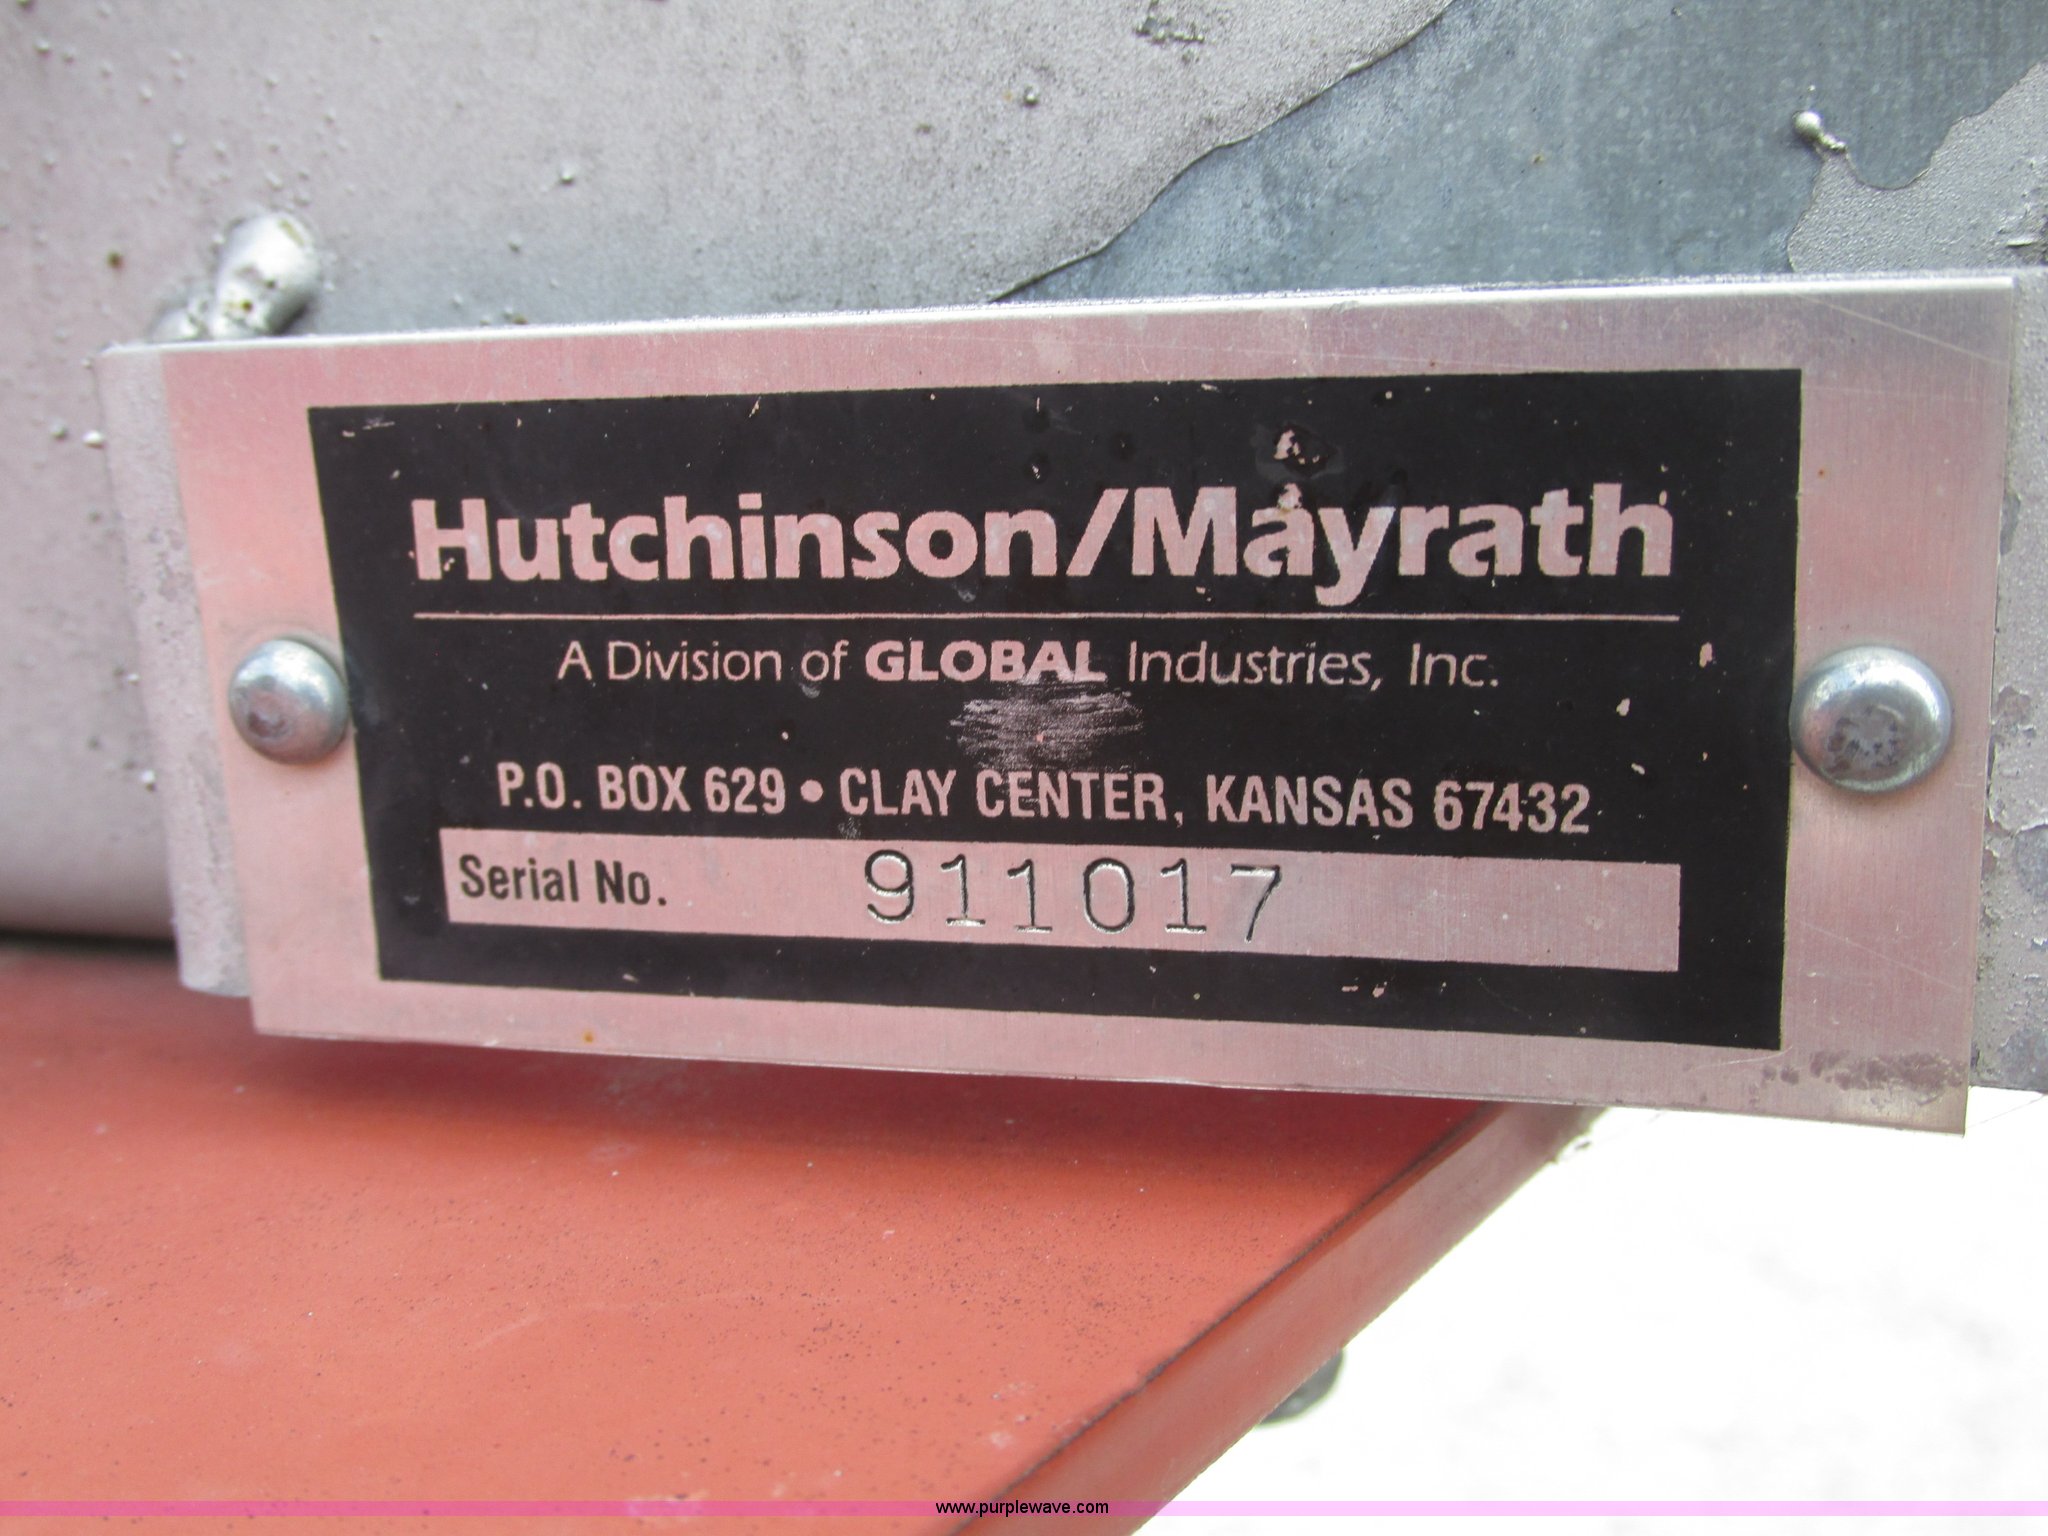 Hutchinson/Mayrath
A Division of GLOBAL Industries, Inc.
P.O. BOX 629 • CLAY CENTER, KANSAS 67432
Serial No. 911017
www.purplewave.com